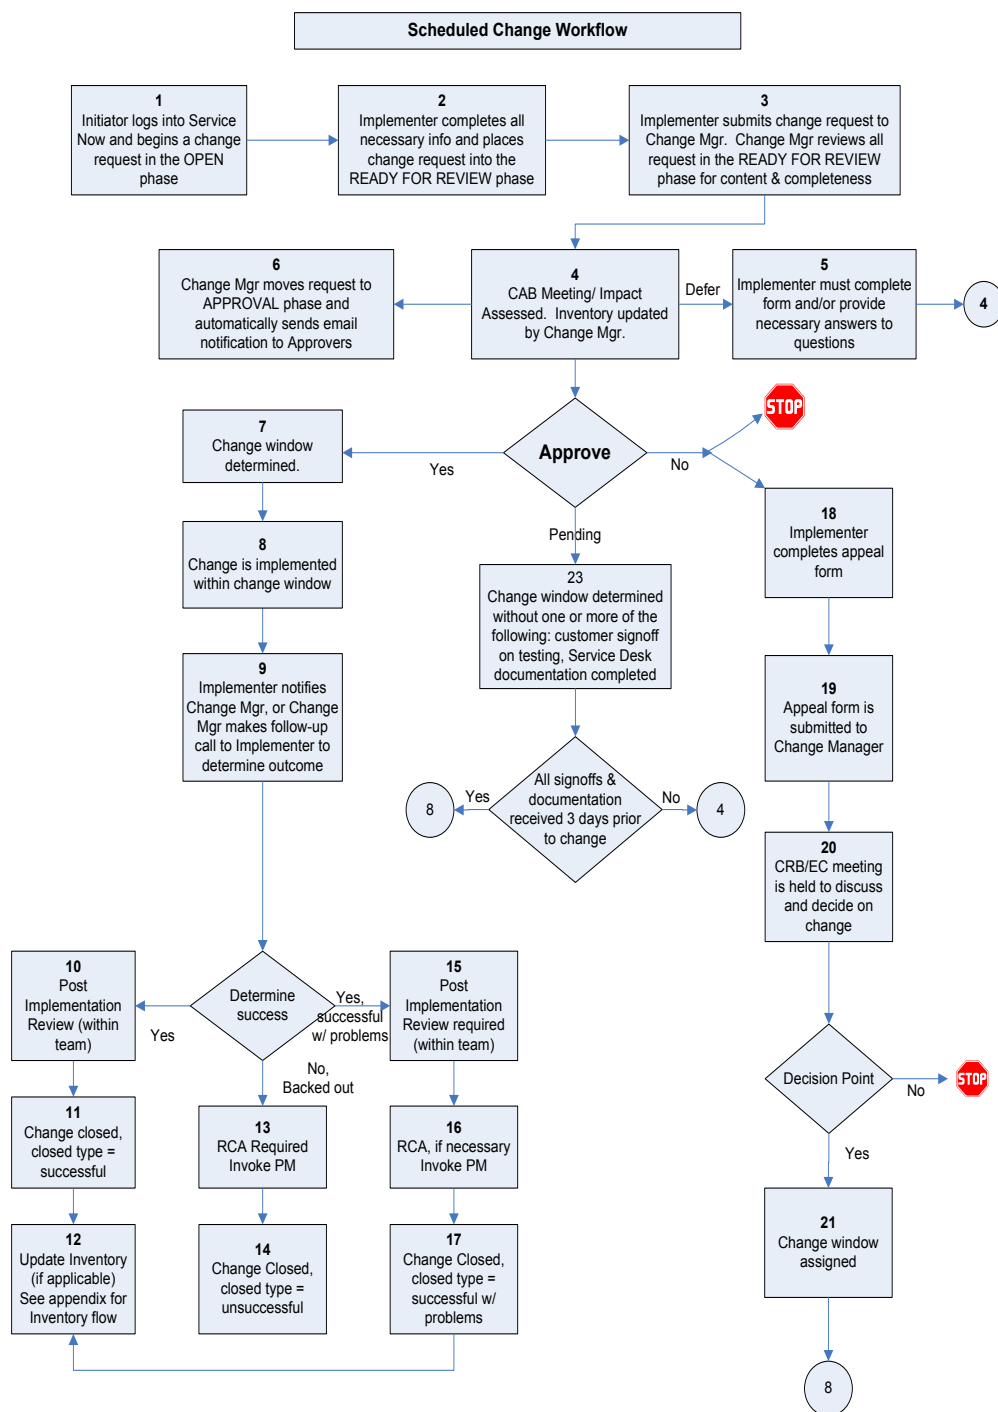 Scheduled Change Workflow
1
Initiator logs into Service
Now and begins a change
request in the OPEN
phase
2
Implementer completes all
necessary info and places
change request into the
READY FOR REVIEW phase
3
Implementer submits change request to
Change Mgr. Change Mgr reviews all
request in the READY FOR REVIEW
phase for content & completeness
6
Change Mgr moves request to
APPROVAL phase and
automatically sends email
notification to Approvers
4
CAB Meeting/ Impact
Assessed. Inventory updated
by Change Mgr.
Defer
5
Implementer must complete
form and/or provide
necessary answers to
questions
4
STOP
7
Change window
determined.
Yes
Approve
No
Pending
8
Change is implemented
within change window
23
Change window determined
without one or more of the
following: customer signoff
on testing, Service Desk
documentation completed
18
Implementer
completes appeal
form
9
Implementer notifies
Change Mgr, or Change
Mgr makes follow-up
call to Implementer to
determine outcome
19
Appeal form is
submitted to
Change Manager
8
Yes
All signoffs &
documentation
received 3 days prior
to change
No
4
20
CRB/EC meeting
is held to discuss
and decide on
change
10
Post
Implementation
Review (within
team)
Yes
Determine
success
Yes,
successful
w/ problems
No,
Backed out
15
Post
Implementation
Review required
(within team)
Decision Point
No
STOP
Yes
11
Change closed,
closed type =
successful
13
RCA Required
Invoke PM
16
RCA, if necessary
Invoke PM
12
Update Inventory
(if applicable)
See appendix for
Inventory flow
14
Change Closed,
closed type =
unsuccessful
17
Change Closed,
closed type =
successful w/
problems
21
Change window
assigned
8